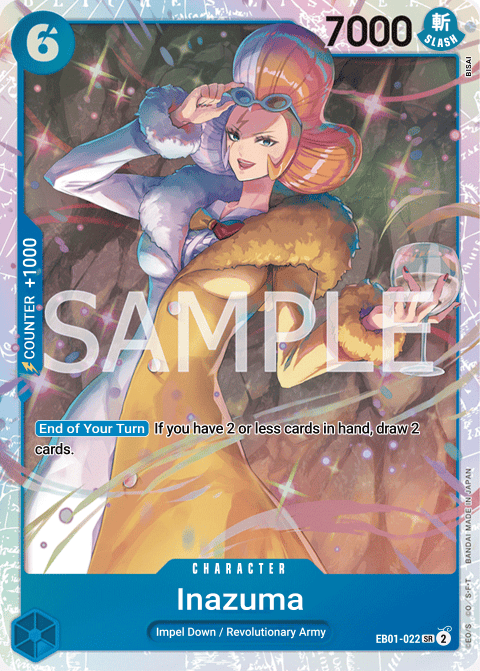 6
7000
斬
SLASH
BISAI
COUNTER +1000
SAMPLE
End of Your Turn If you have 2 or less cards in hand, draw 2
cards.
CHARACTER
Inazuma
Impel Down / Revolutionary Army
EB01-022 SR 2
©E.O/S. ©O./S-F-T. BANDAI MADE IN JAPAN